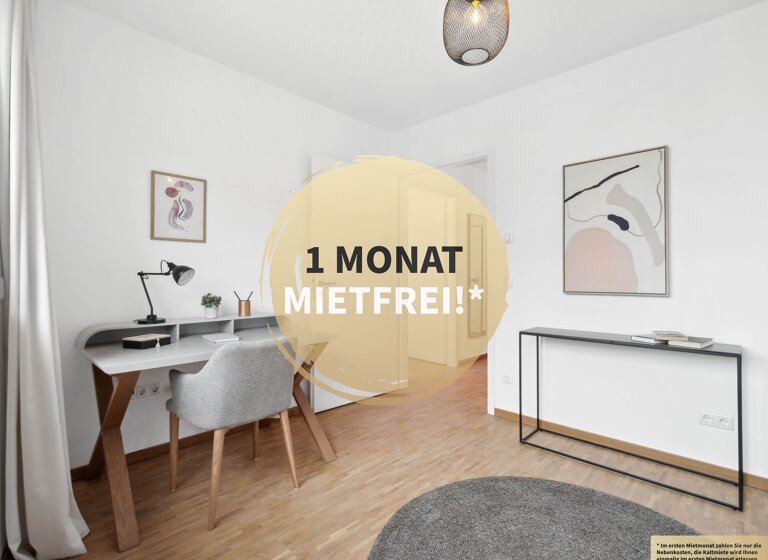 1 MONAT
MIETFREI!*
* Im ersten Mietmonat zahlen Sie nur die
Nebenkosten, die Kaltmiete wird Ihnen
einmalig im ersten Mietmonat erlassen.